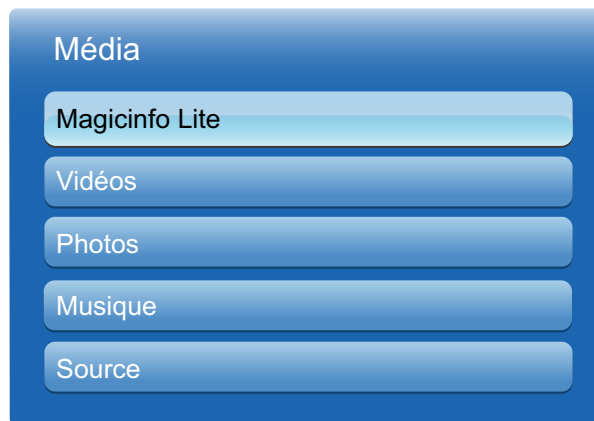 Média
Magicinfo Lite
Vidéos
Photos
Musique
Source